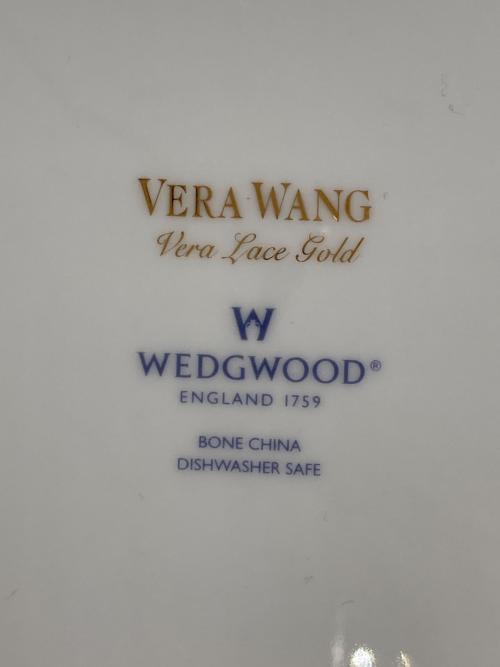 VERA WANG
Vera Lace Gold
W
WEDGWOOD®
ENGLAND 1759
BONE CHINA
DISHWASHER SAFE